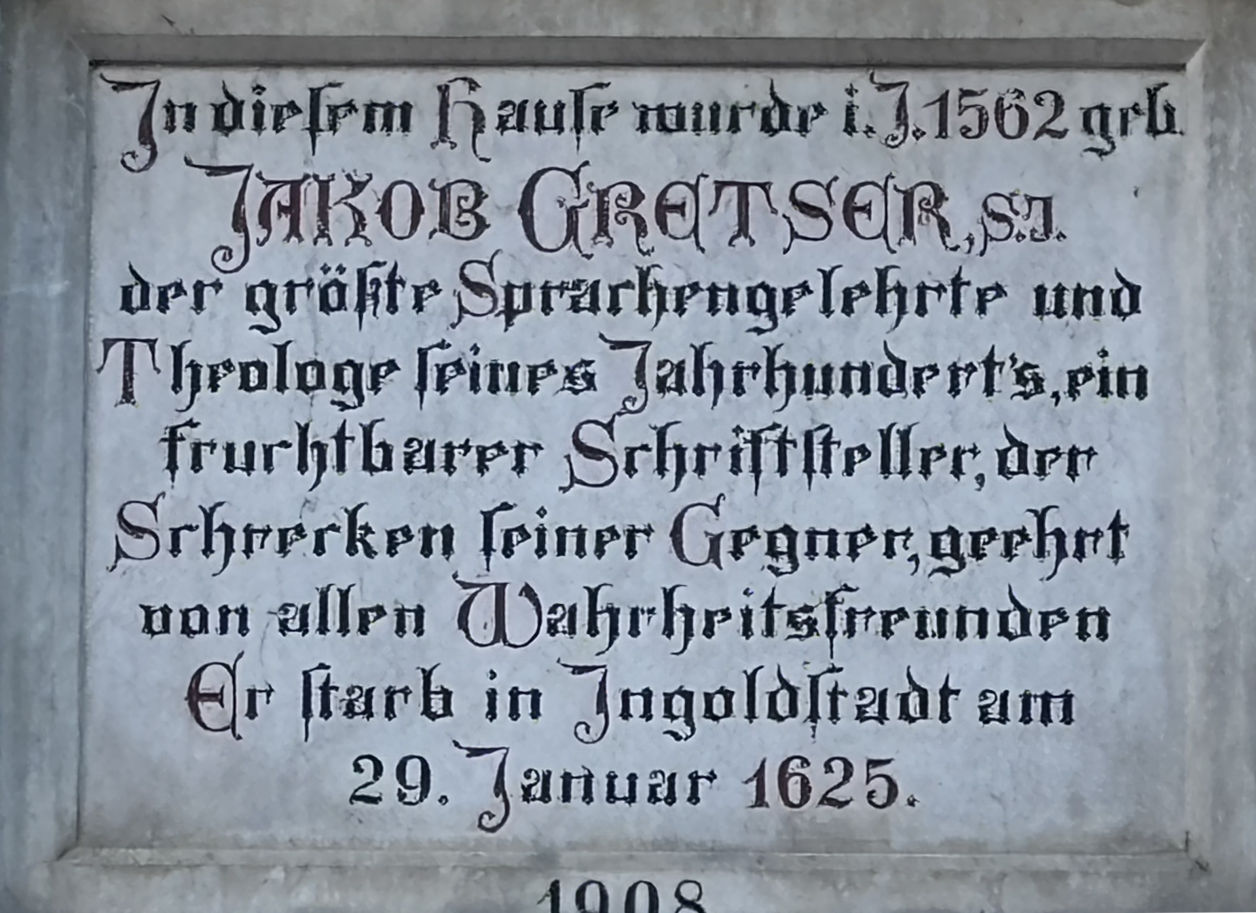 In diesem Hause wurde i. J. 1562 geb.
JAKOB GRETSER, S.J.
der größte Sprachengelehrte und
Theologe seines Jahrhundert's, ein
fruchtbarer Schriftsteller, der
Schrecken seiner Gegner, geehrt
von allen Wahrheitsfreunden
Er starb in Ingoldstadt am
29. Januar 1625.
1908